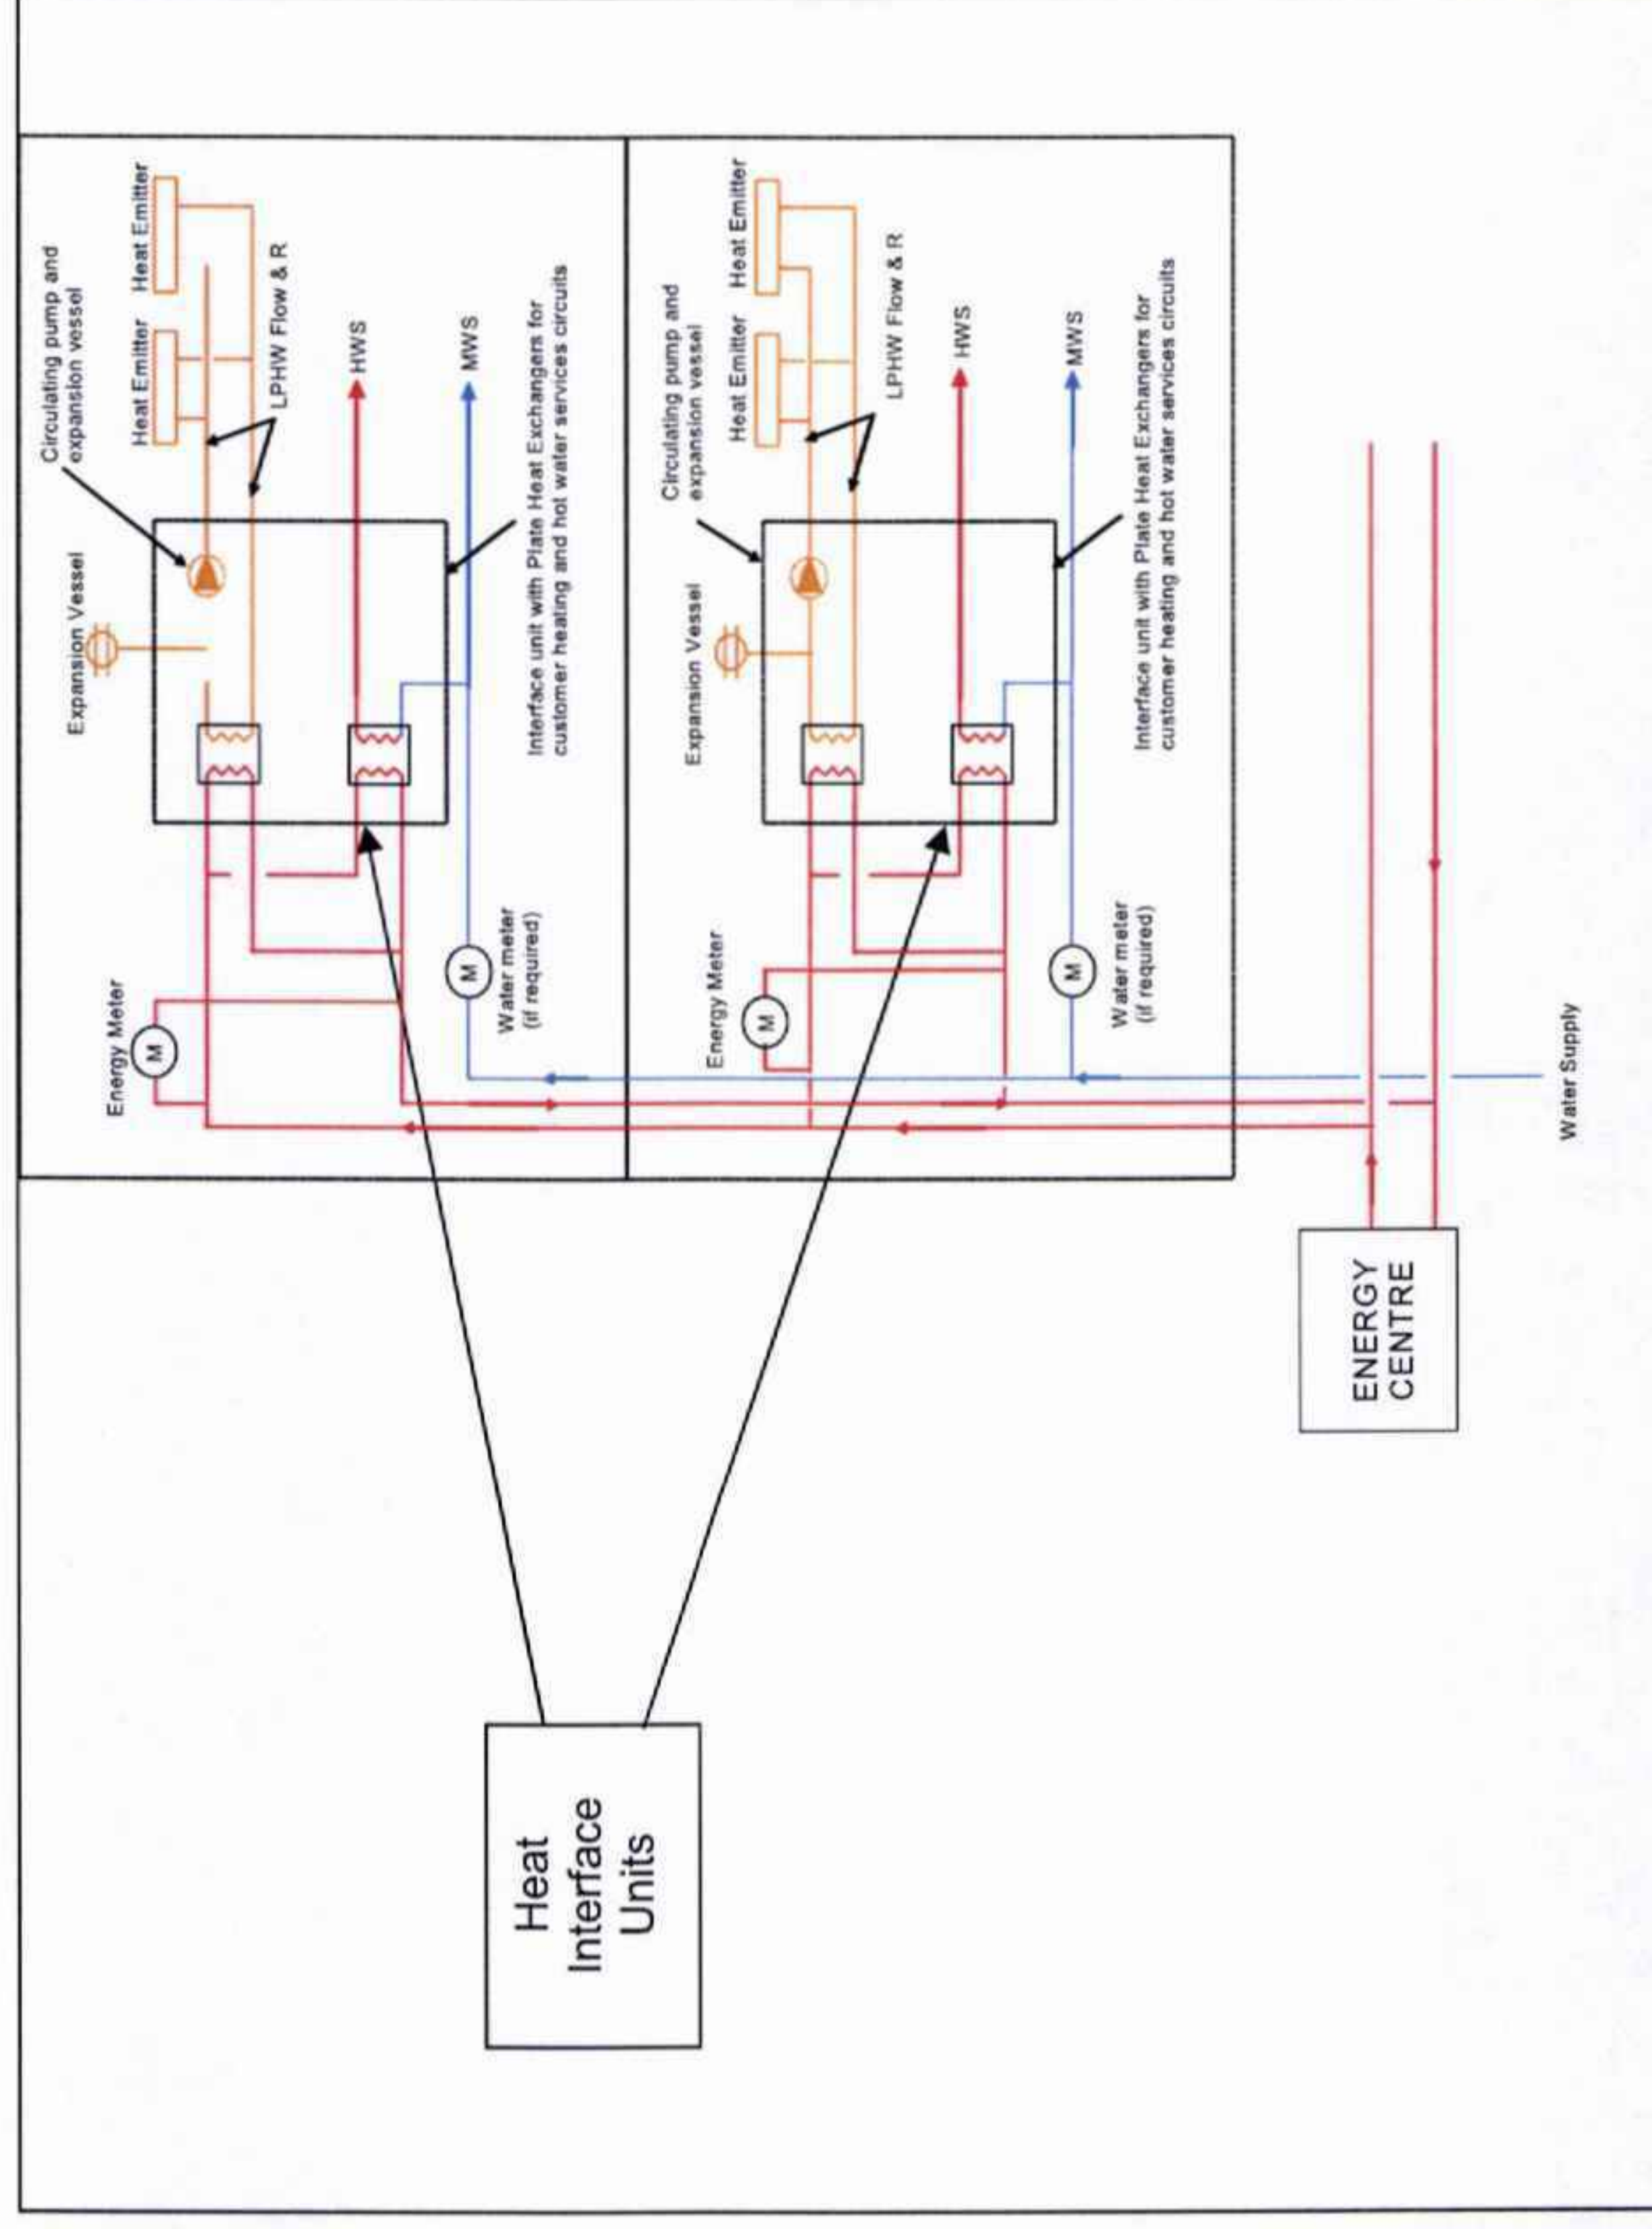 Circulating pump and
expansion vessel
Expansion Vessel
Heat Emitter
Heat Emitter
Energy Meter
M
LPHW Flow & R
HWS
MWS
M
Water meter
(if required)
Interface unit with Plate Heat Exchangers for
customer heating and hot water services circuits
Circulating pump and
expansion vessel
Expansion Vessel
Heat Emitter
Heat Emitter
Energy Meter
M
LPHW Flow & R
HWS
MWS
M
Water meter
(if required)
Interface unit with Plate Heat Exchangers for
customer heating and hot water services circuits
Heat
Interface
Units
ENERGY
CENTRE
Water Supply